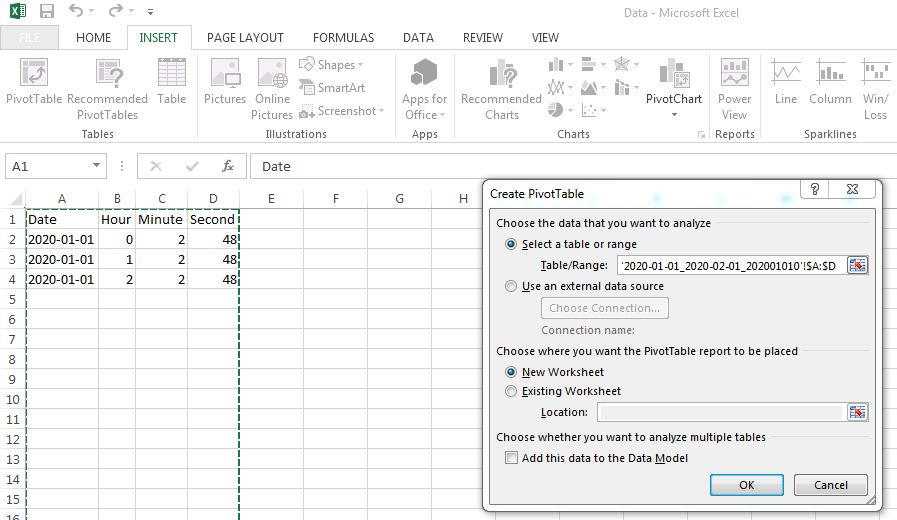 Data - Microsoft Excel
FILE HOME INSERT PAGE LAYOUT FORMULAS DATA REVIEW VIEW
PivotTable
Recommended
PivotTables
Table
Tables
Pictures
Online
Pictures
Shapes
SmartArt
Screenshot
Illustrations
Apps for
Office
Apps
Recommended
Charts
PivotChart
Charts
Power
View
Reports
Line
Column
Win/
Loss
Sparklines
A1
fx
Date
A B C D E F G H
1 Date Hour Minute Second
2 2020-01-01 0 2 48
3 2020-01-01 1 2 48
4 2020-01-01 2 2 48
5
6
7
8
9
10
11
12
13
14
15
16
Create PivotTable
?
Choose the data that you want to analyze
Select a table or range
Table/Range: '2020-01-01_2020-02-01_202001010'!$A:$D
Use an external data source
Choose Connection...
Connection name:
Choose where you want the PivotTable report to be placed
New Worksheet
Existing Worksheet
Location:
Choose whether you want to analyze multiple tables
Add this data to the Data Model
OK Cancel